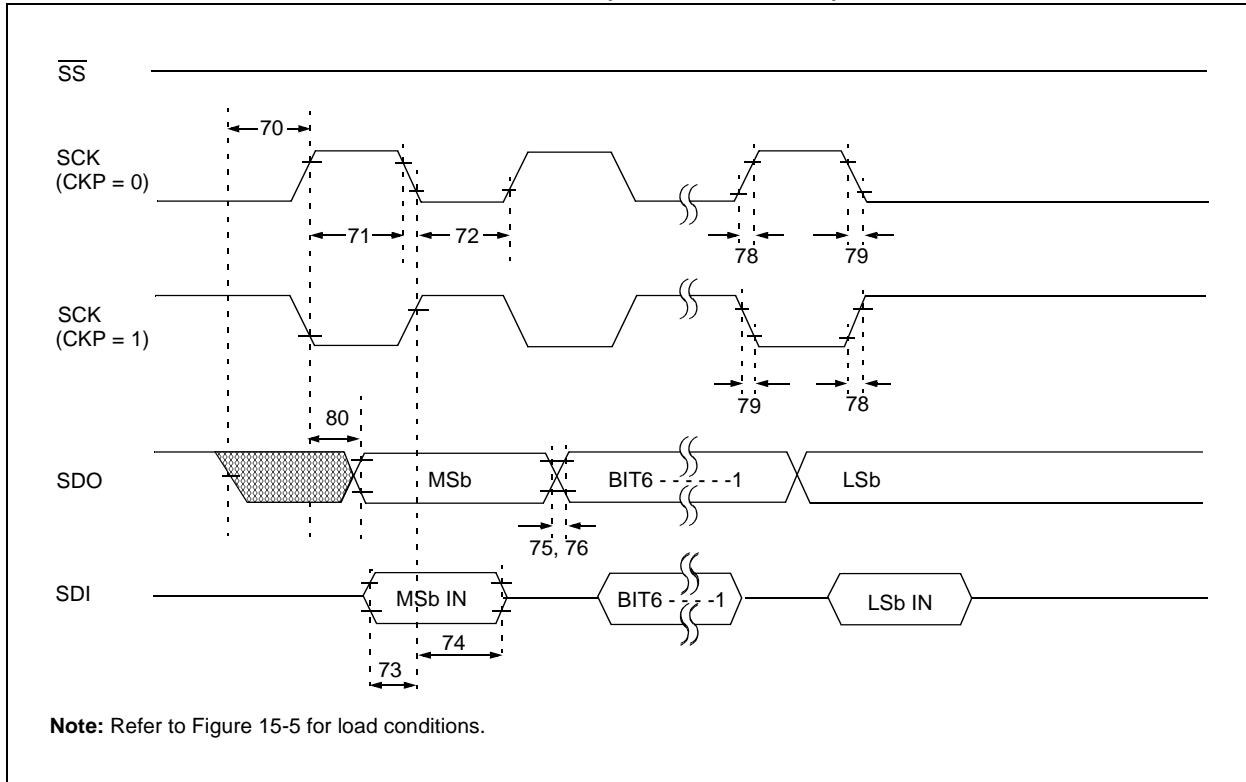 SS
70
SCK
(CKP = 0)
71
72
78
79
SCK
(CKP = 1)
79
78
80
SDO
MSb
BIT6 - - - - - -1
LSb
75, 76
SDI
MSb IN
BIT6 - - - - -1
LSb IN
74
73
Note: Refer to Figure 15-5 for load conditions.